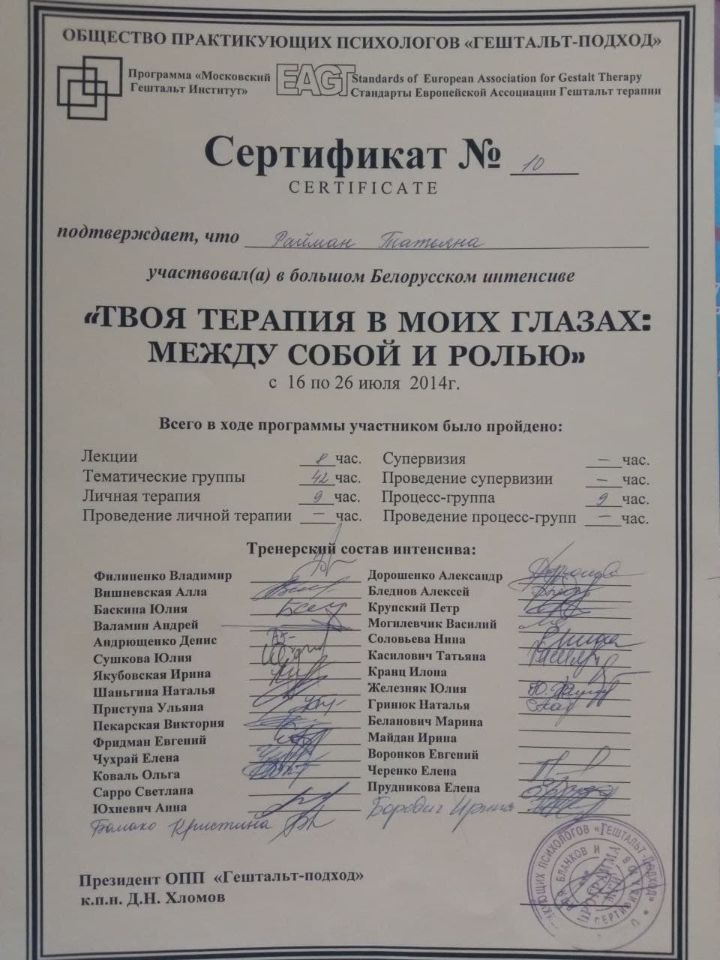 ОБЩЕСТВО ПРАКТИКУЮЩИХ ПСИХОЛОГОВ «ГЕШТАЛЬТ-ПОДХОД»
Программа «Московский Гештальт Институт»
EAGT
Standards of European Association for Gestalt Therapy
Стандарты Европейской Ассоциации Гештальт терапии
Сертификат № 10
CERTIFICATE
подтверждает, что Райман Татьяна
участвовал(а) в большом Белорусском интенсиве
«ТВОЯ ТЕРАПИЯ В МОИХ ГЛАЗАХ:
МЕЖДУ СОБОЙ И РОЛЬЮ»
с 16 по 26 июля 2014г.
Всего в ходе программы участником было пройдено:
Лекции 8 час. Супервизия – час.
Тематические группы 42 час. Проведение супервизии – час.
Личная терапия 9 час. Процесс-группа 9 час.
Проведение личной терапии – час. Проведение процесс-групп – час.
Тренерский состав интенсива:
Филипенко Владимир Дорошенко Александр
Вишневская Алла Бледнов Алексей
Баскина Юлия Крупский Петр
Валамин Андрей Могилевчик Василий
Андрющенко Денис Соловьева Нина
Сушкова Юлия Касилович Татьяна
Якубовская Ирина Кранц Илона
Шаньгина Наталья Железняк Юлия
Приступа Ульяна Гринюк Наталья
Пекарская Виктория Беланович Марина
Фридман Евгений Майдан Ирина
Чухрай Елена Воронков Евгений
Коваль Ольга Черенко Елена
Сарро Светлана Прудникова Елена
Юхневич Анна
Кристина
Президент ОПП «Гештальт-подход»
к.п.н. Д.Н. Хломов